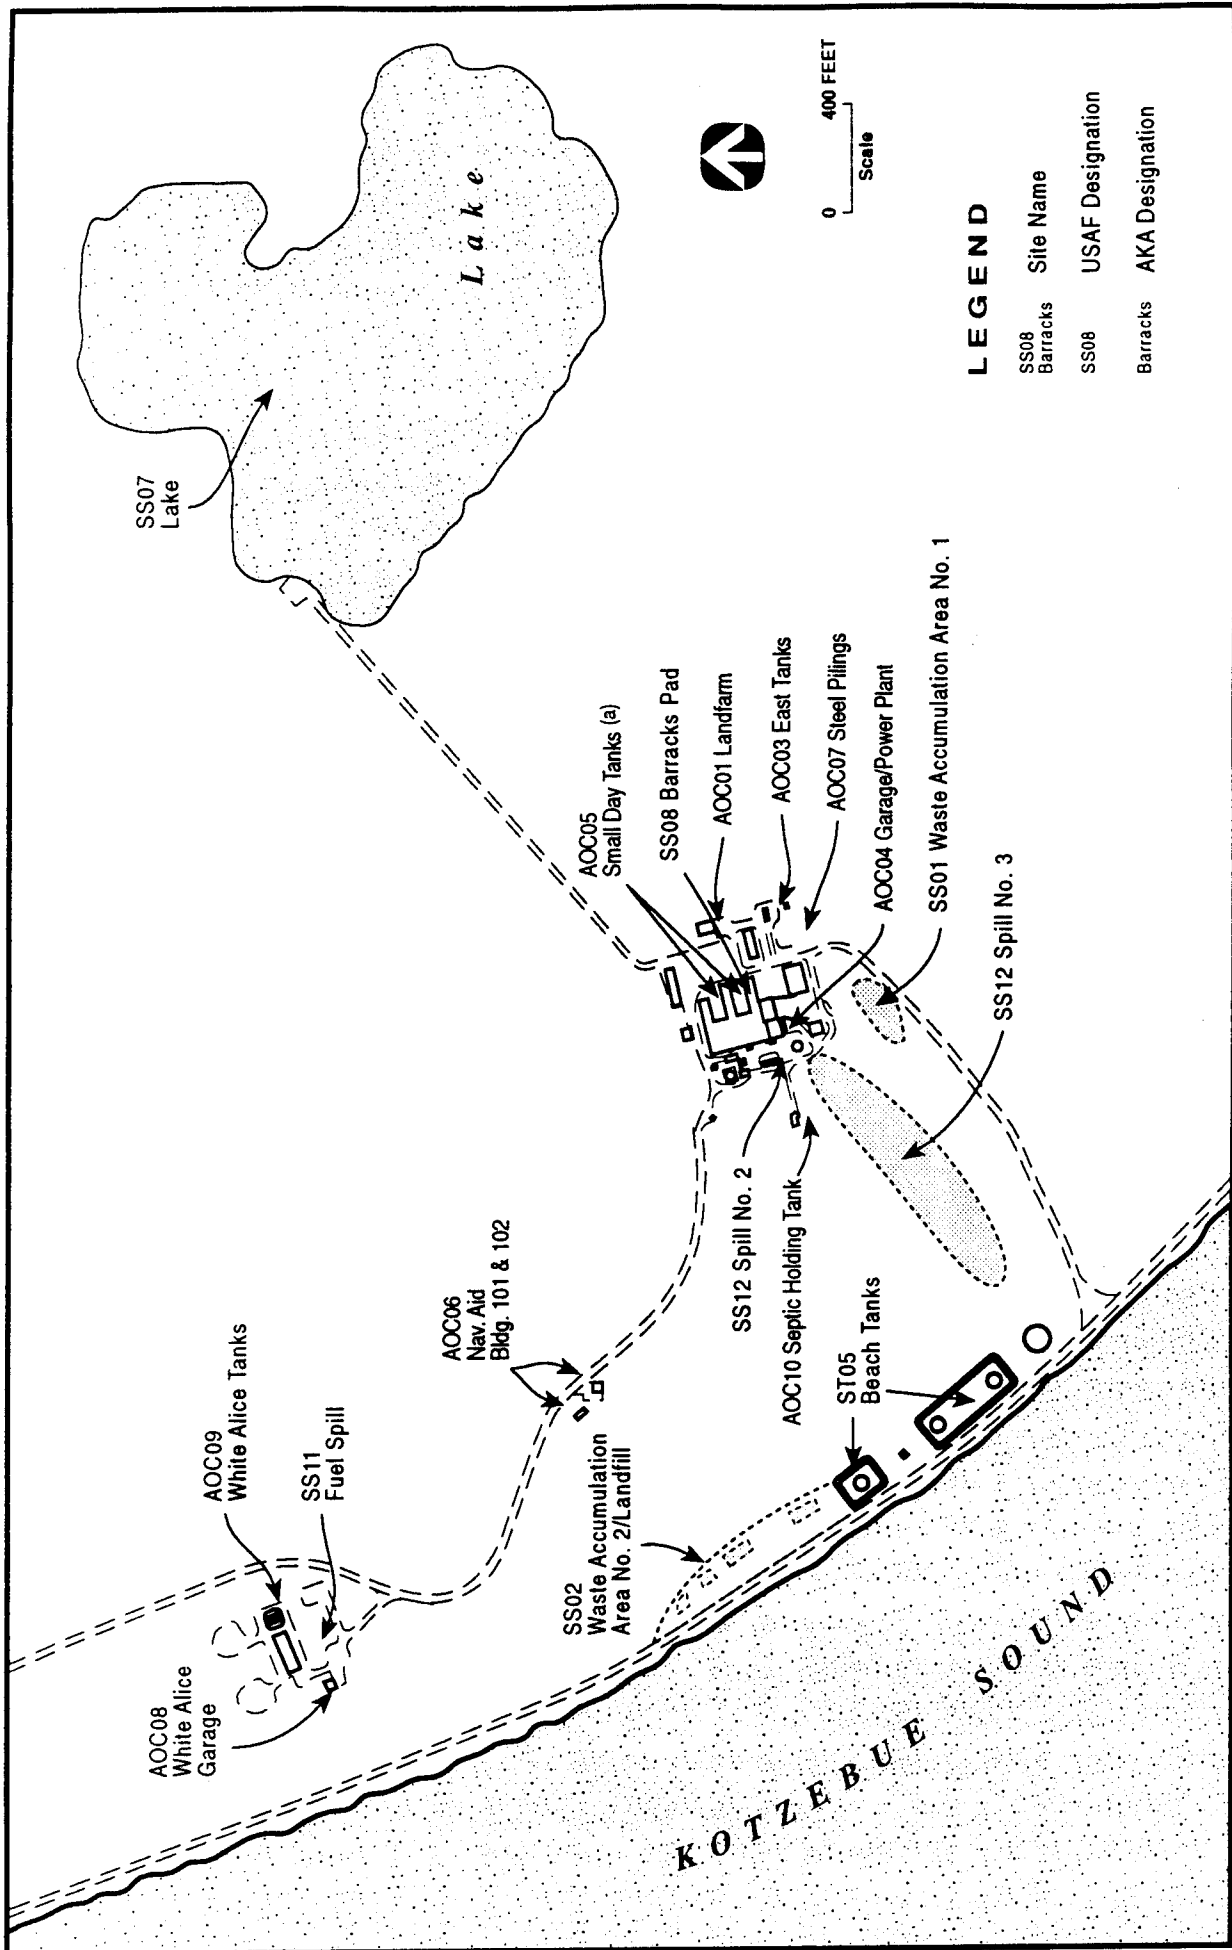 SS07
Lake
Lake
0
400 FEET
Scale
LEGEND
SS08
Barracks
Site Name
SS08
USAF Designation
Barracks
AKA Designation
AOC05
Small Day Tanks (a)
SS08 Barracks Pad
AOC01 Landfarm
AOC03 East Tanks
AOC07 Steel Pilings
AOC04 Garage/Power Plant
SS01 Waste Accumulation Area No. 1
SS12 Spill No. 3
SS12 Spill No. 2
AOC10 Septic Holding Tank
ST05
Beach Tanks
AOC06
Nav. Aid
Bldg. 101 & 102
AOC09
White Alice Tanks
SS11
Fuel Spill
SS02
Waste Accumulation
Area No. 2/Landfill
AOC08
White Alice
Garage
KOTZEBUE SOUND